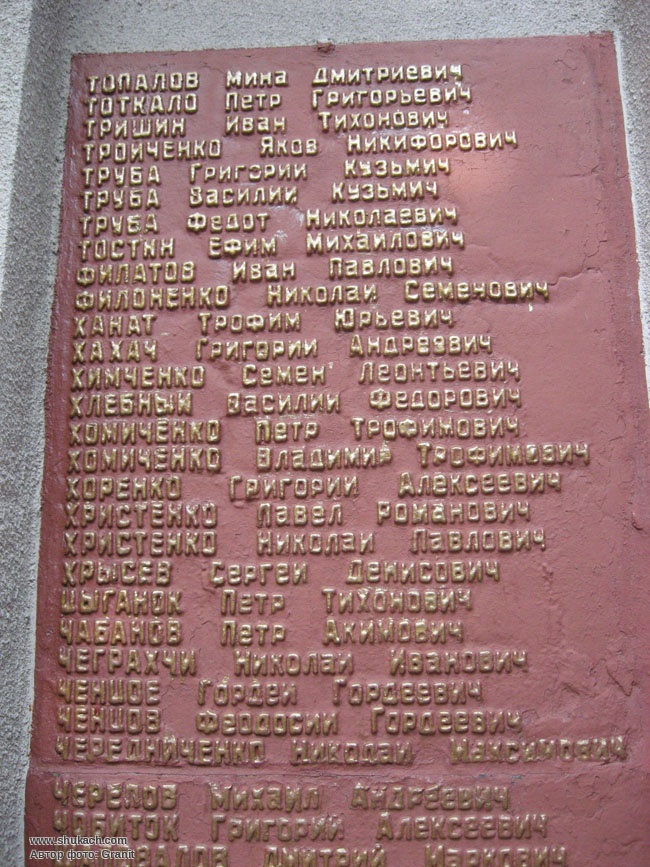 ТОПАЛОВ Мина Дмитриевич
ТОТКАЛО Петр Григорьевич
ТРИШИН Иван Тихонович
ТРОЙЧЕНКО Яков Никифорович
ТРУБА Григории Кузьмич
ТРУБА Василии Кузьмич
ТРУБА Федот Николаевич
ТОСТИН Ефим Михайлович
ФИЛАТОВ Иван Павлович
ФИЛОНЕНКО Николаи Семенович
ХАНАТ Трофим Юрьевич
ХАХАЧ Григории Андреевич
ХИМЧЕНКО Семен Леонтьевич
ХЛЕБНЫЙ Василии Федорович
ХОМИЧЕНКО Петр Трофимович
ХОМИЧЕНКО Владимир Трофимович
ХОРЕНКО Григории Алексеевич
ХРИСТЕНКО Павел Романович
ХРИСТЕНКО Николаи Павлович
ХРЫСЕВ Сергеи Денисович
ЦЫГАНОК Петр Тихонович
ЧАБАНОВ Петр Акимович
ЧЕГРАХЧИ Николаи Иванович
ЧЕНШОЕ Гордеи Гордеевич
ЧЕНШОВ Феодосии Гордеевич
ЧЕРЕДНИЧЕНКО Николаи Максимович
ЧЕРЕПОВ Михаил Андреевич
ЧОБИТОК Григорий Алексеевич
Дмитрий Иванович
www.shukach.com
Автор фото: Granit